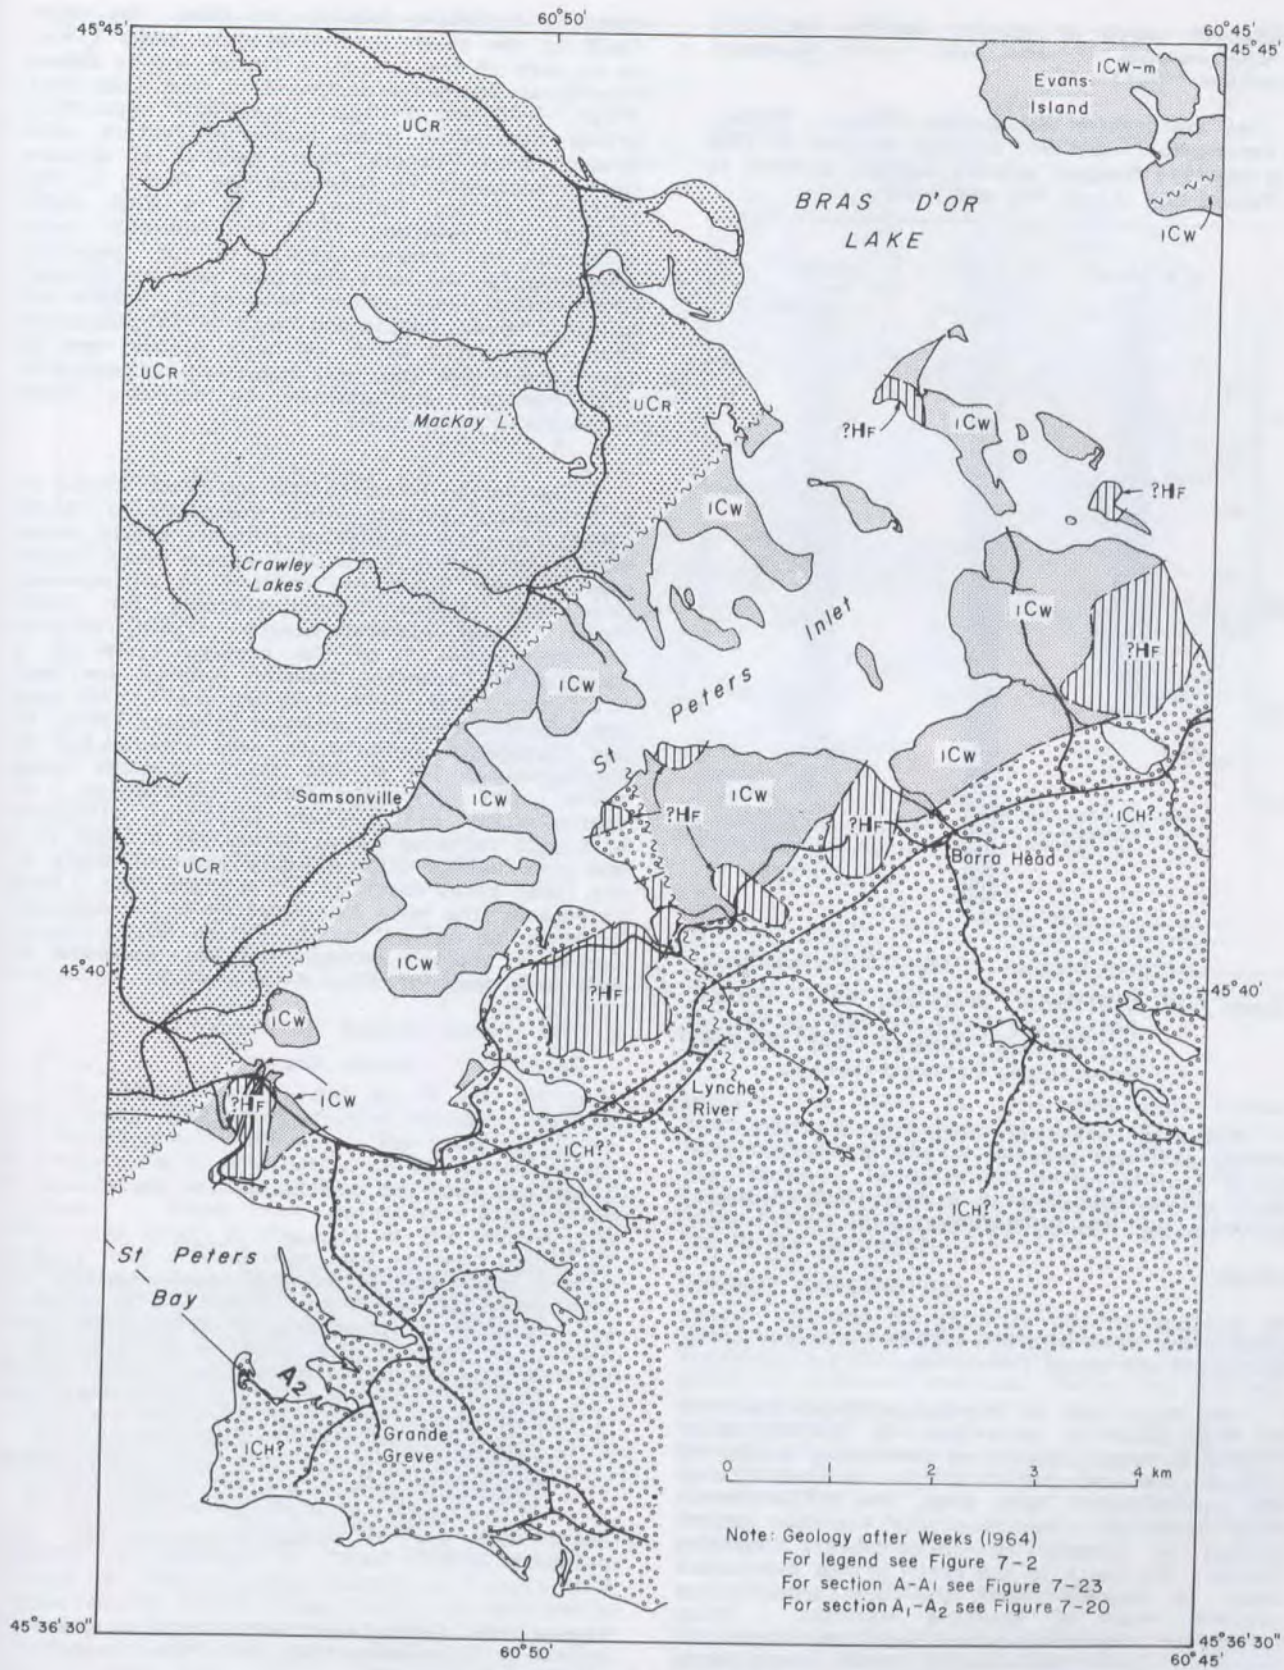 60°50'
45°45'
60°45'
45°45'
ICW-m
Evans
Island
UCR
BRAS D'OR
LAKE
ICW
UCR
MacKay L.
UCR
?HF
ICW
?HF
ICW
Crawley
Lakes
Inlet
ICW
?HF
ICW
Peters
St
ICW
Samsonville
ICW
ICW
?HF
?HF
ICH?
Barra Head
UCR
45°40'
ICW
?HF
45°40'
ICW
Lynche
River
?HF
ICW
ICH?
ICH?
St Peters
Bay
A2
ICH?
Grande
Greve
0 1 2 3 4 km
Note: Geology after Weeks (1964)
For legend see Figure 7-2
For section A-A1 see Figure 7-23
For section A1-A2 see Figure 7-20
45°36'30"
60°50'
45°36'30"
60°45'